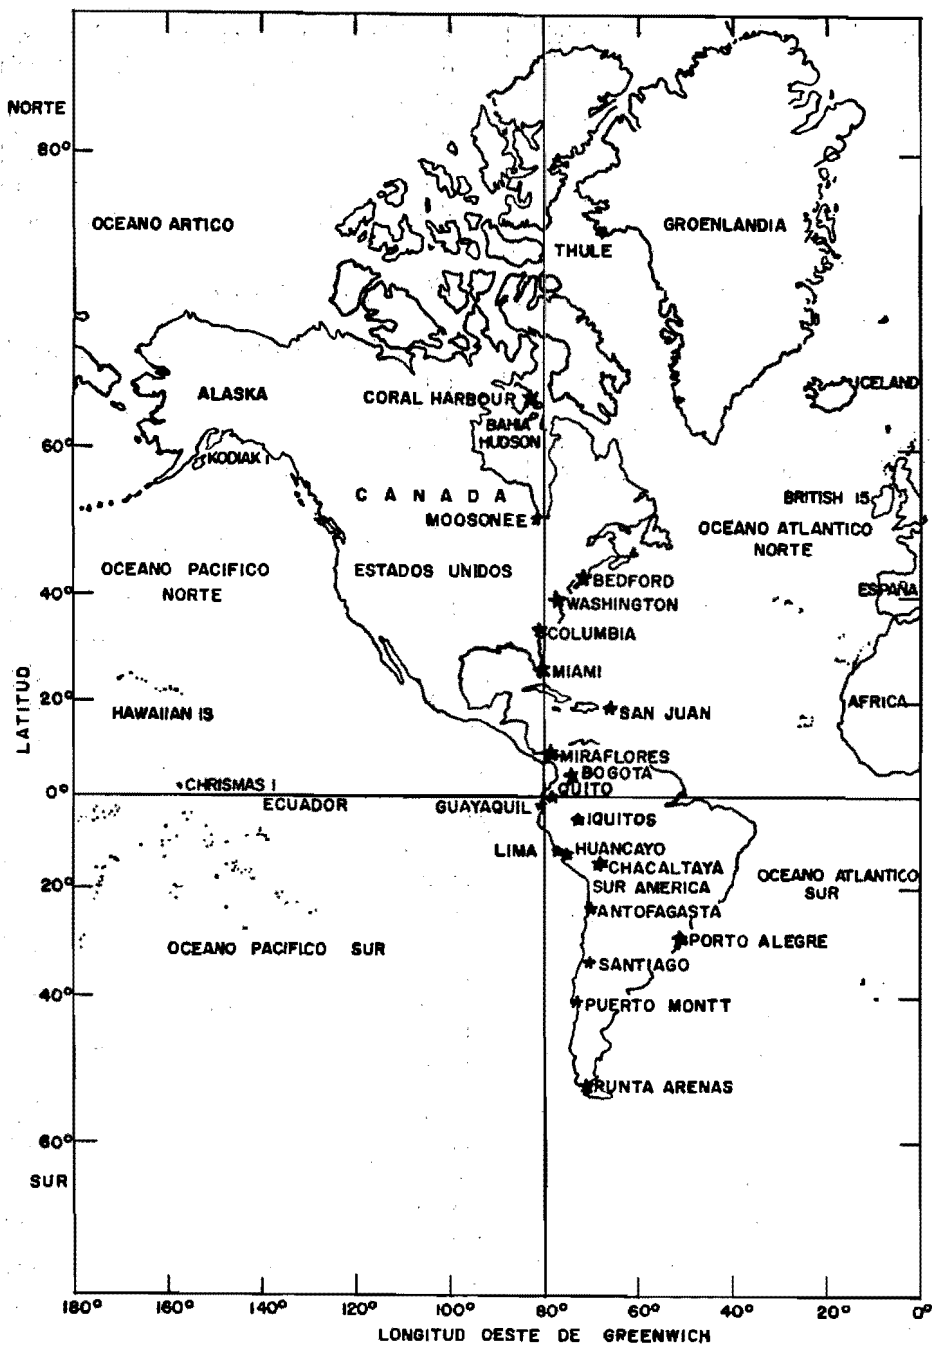 NORTE
80°
OCEANO ARTICO
THULE
GROENLANDIA
ALASKA
CORAL HARBOUR
ICELAND
BAHIA
HUDSON
60°
KODIAK I
CANADA
BRITISH IS
MOOSONEE
OCEANO ATLANTICO
NORTE
OCEANO PACIFICO
NORTE
ESTADOS UNIDOS
BEDFORD
40°
WASHINGTON
ESPAÑA
COLUMBIA
MIAMI
LATITUD
20°
HAWAIIAN IS
SAN JUAN
AFRICA
MIRAFLORES
BOGOTA
CHRISMAS I
QUITO
0°
ECUADOR
GUAYAQUIL
IQUITOS
LIMA
HUANCAYO
CHACALTAYA
SUR AMERICA
20°
OCEANO ATLANTICO
SUR
ANTOFAGASTA
OCEANO PACIFICO SUR
PORTO ALEGRE
SANTIAGO
40°
PUERTO MONTT
PUNTA ARENAS
60°
SUR
180° 160° 140° 120° 100° 80° 60° 40° 20° 0°
LONGITUD OESTE DE GREENWICH